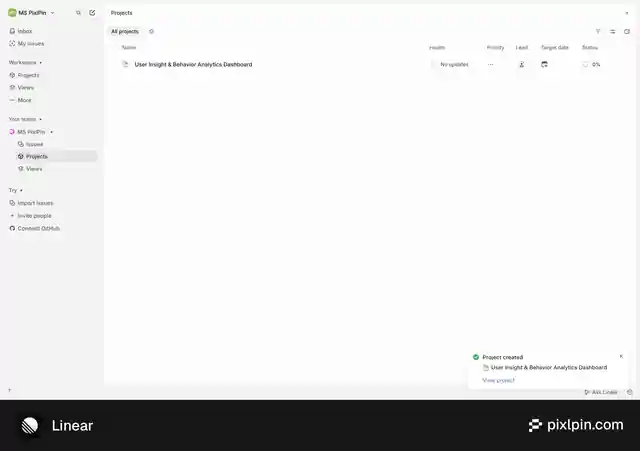 MS PixlPin
Inbox
My issues
Workspace
Projects
Views
More
Your teams
MS PixlPin
Issues
Projects
Views
Try
Import issues
Invite people
Connect GitHub
Projects
All projects
Name Health Priority Lead Target date Status
User Insight & Behavior Analytics Dashboard No updates --- 0%
Project created
User Insight & Behavior Analytics Dashboard
View project
? Ask Linear
Linear pixlpin.com